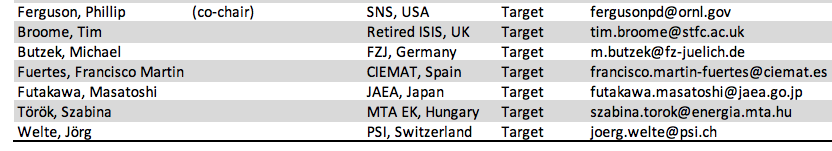 Ferguson, Phillip (co-chair) SNS, USA Target fergusonpd@ornl.gov
Broome, Tim Retired ISIS, UK Target tim.broome@stfc.ac.uk
Butzek, Michael FZJ, Germany Target m.butzek@fz-juelich.de
Fuertes, Francisco Martin CIEMAT, Spain Target francisco.martin-fuertes@ciemat.es
Futakawa, Masatoshi JAEA, Japan Target futakawa.masatoshi@jaea.go.jp
Török, Szabina MTA EK, Hungary Target szabina.torok@energia.mta.hu
Welte, Jörg PSI, Switzerland Target joerg.welte@psi.ch